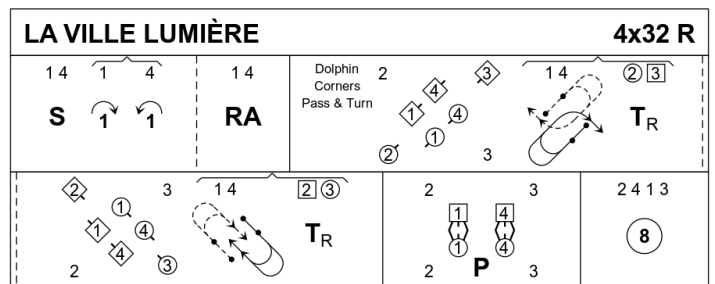 LA VILLE LUMIÈRE 4x32 R
1 4 1 4 1 4
S 1 1 RA
Dolphin
Corners
Pass & Turn
2 3 4 1 4 1 2 3
1 4 2 3
TR
2 3 1 1 4 4 3 2
1 4 2 3
TR
2 3
1 4
1 4
2 P 3
2 4 1 3
8